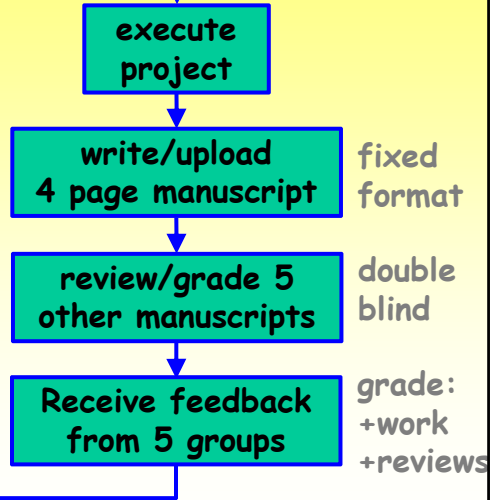 execute
project
write/upload
4 page manuscript
fixed
format
review/grade 5
other manuscripts
double
blind
Receive feedback
from 5 groups
grade:
+work
+reviews